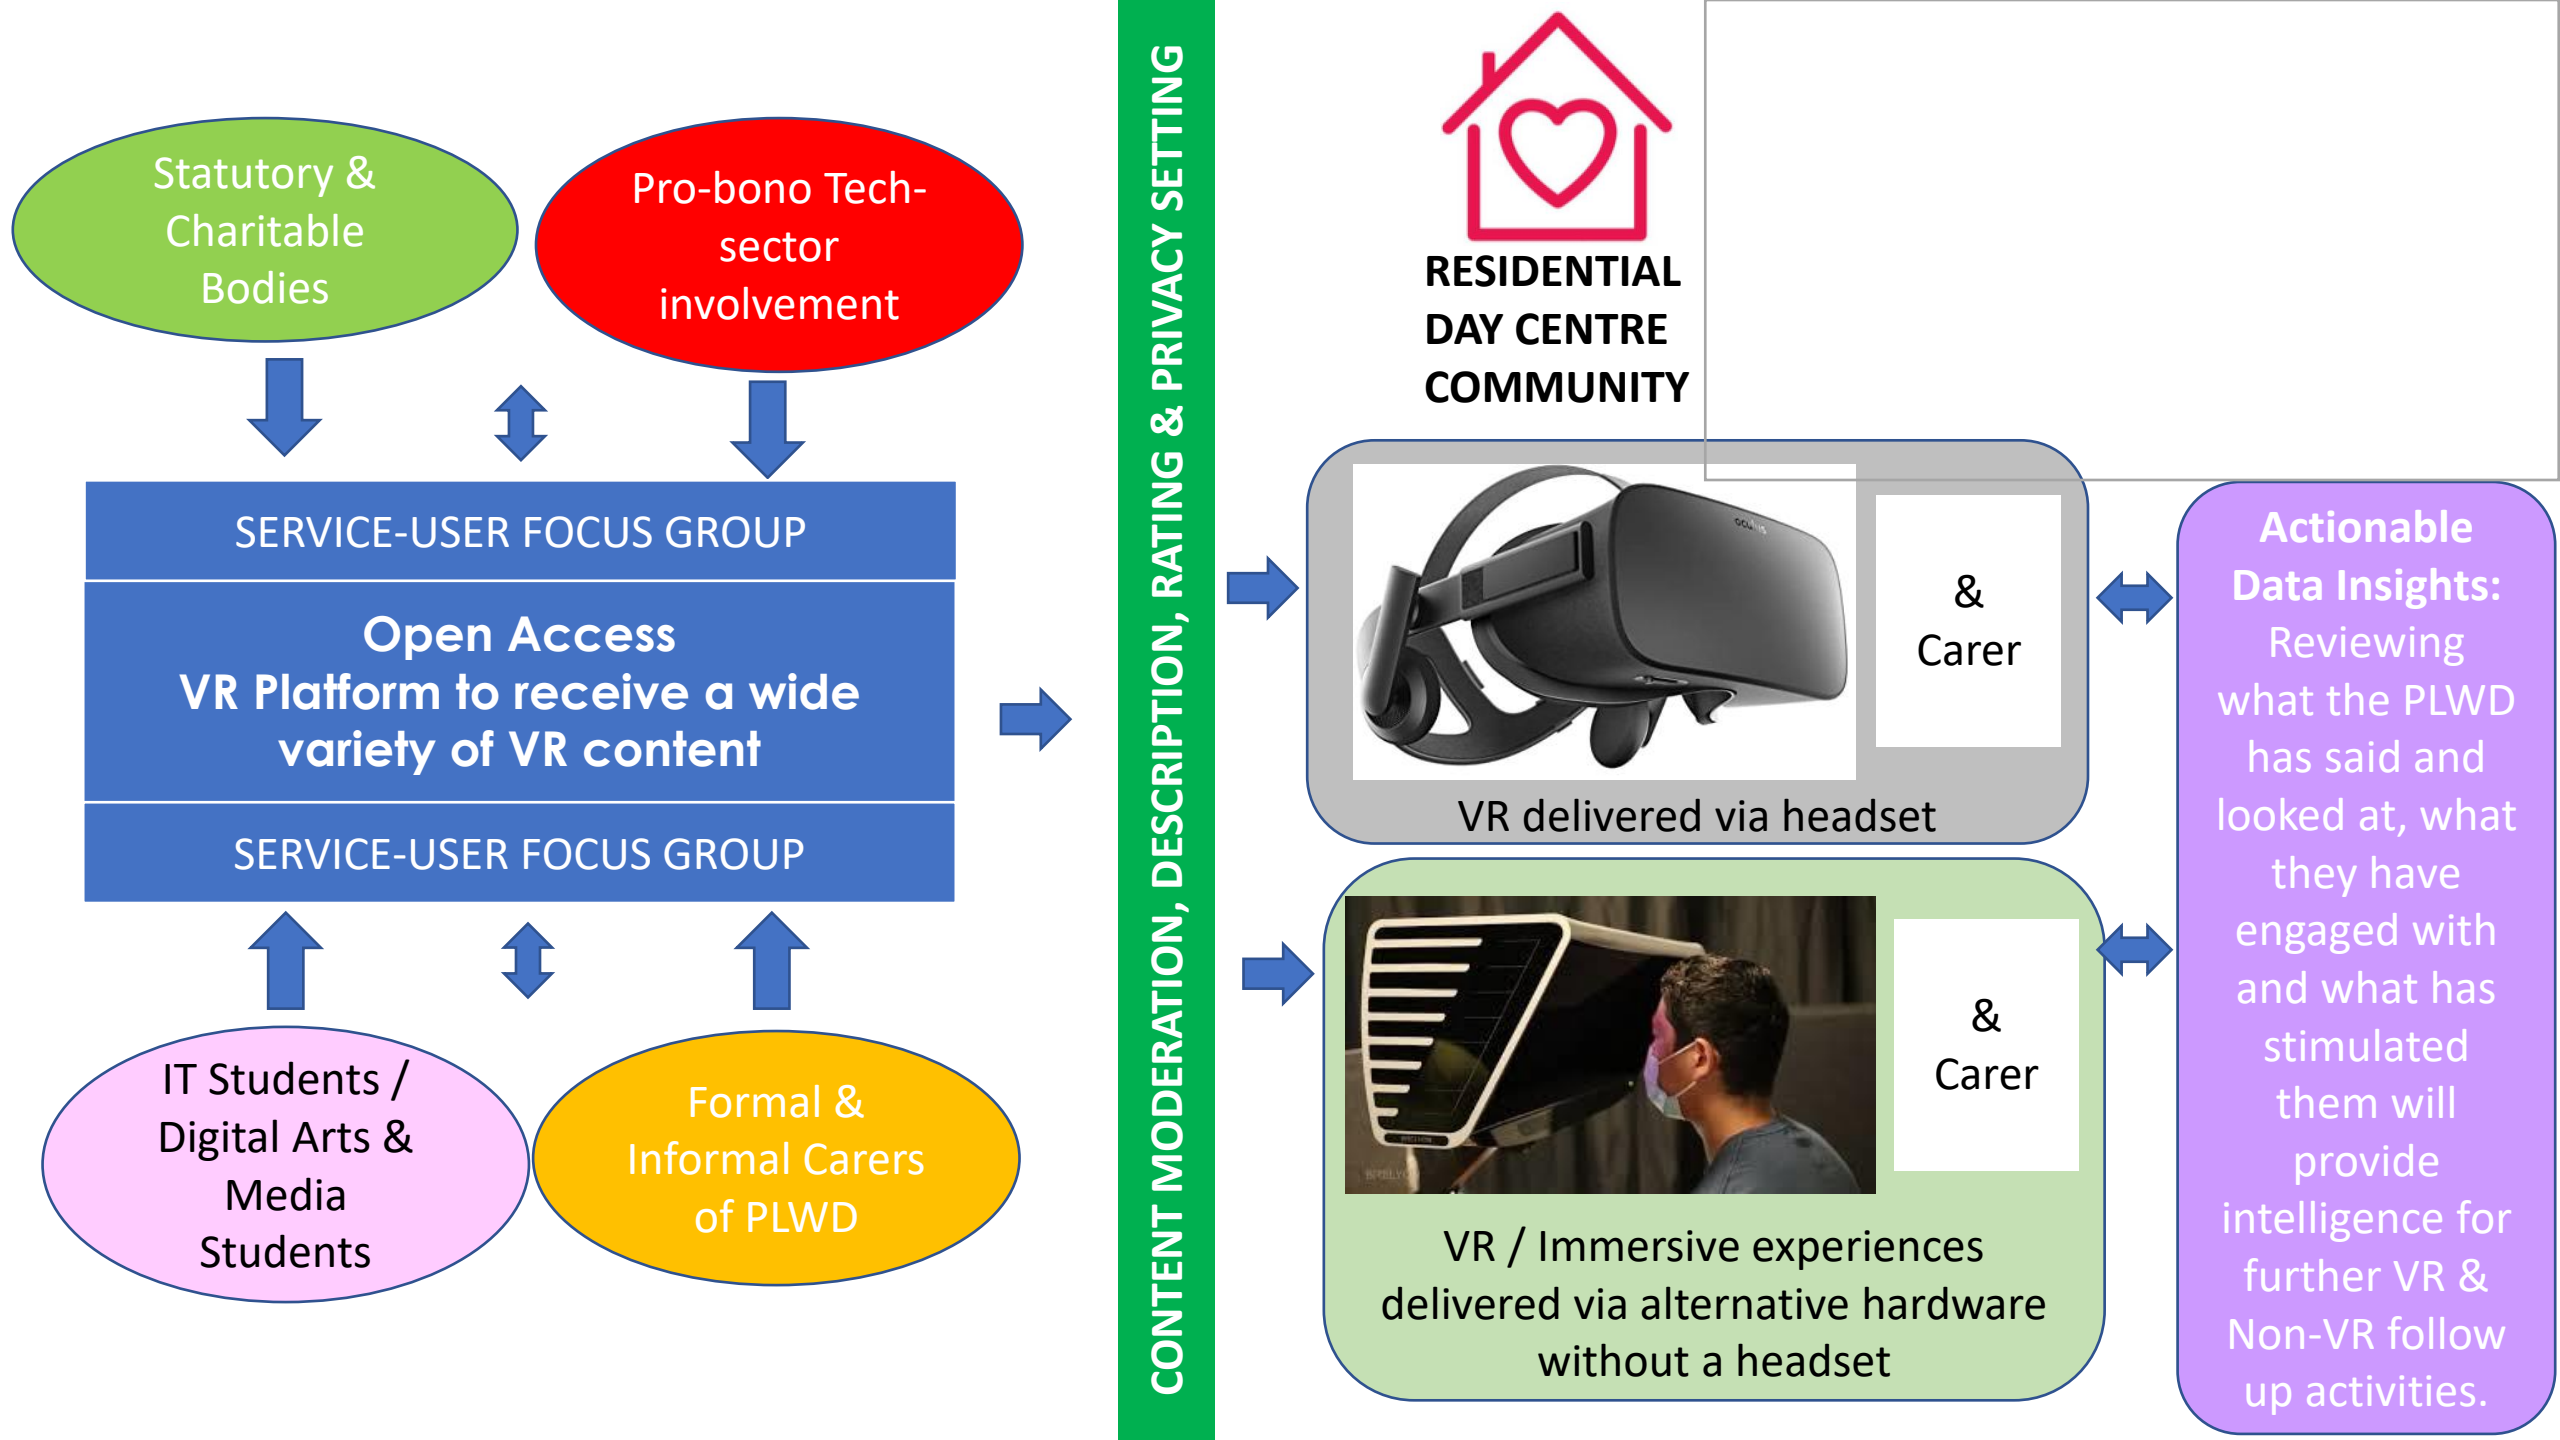 Statutory &
Charitable
Bodies
Pro-bono Tech-
sector
involvement
SERVICE-USER FOCUS GROUP
Open Access
VR Platform to receive a wide
variety of VR content
SERVICE-USER FOCUS GROUP
IT Students /
Digital Arts &
Media
Students
Formal &
Informal Carers
of PLWD
CONTENT MODERATION, DESCRIPTION, RATING & PRIVACY SETTING
RESIDENTIAL
DAY CENTRE
COMMUNITY
oculus
&
Carer
VR delivered via headset
&
Carer
VR / Immersive experiences
delivered via alternative hardware
without a headset
Actionable
Data Insights:
Reviewing
what the PLWD
has said and
looked at, what
they have
engaged with
and what has
stimulated
them will
provide
intelligence for
further VR &
Non-VR follow
up activities.